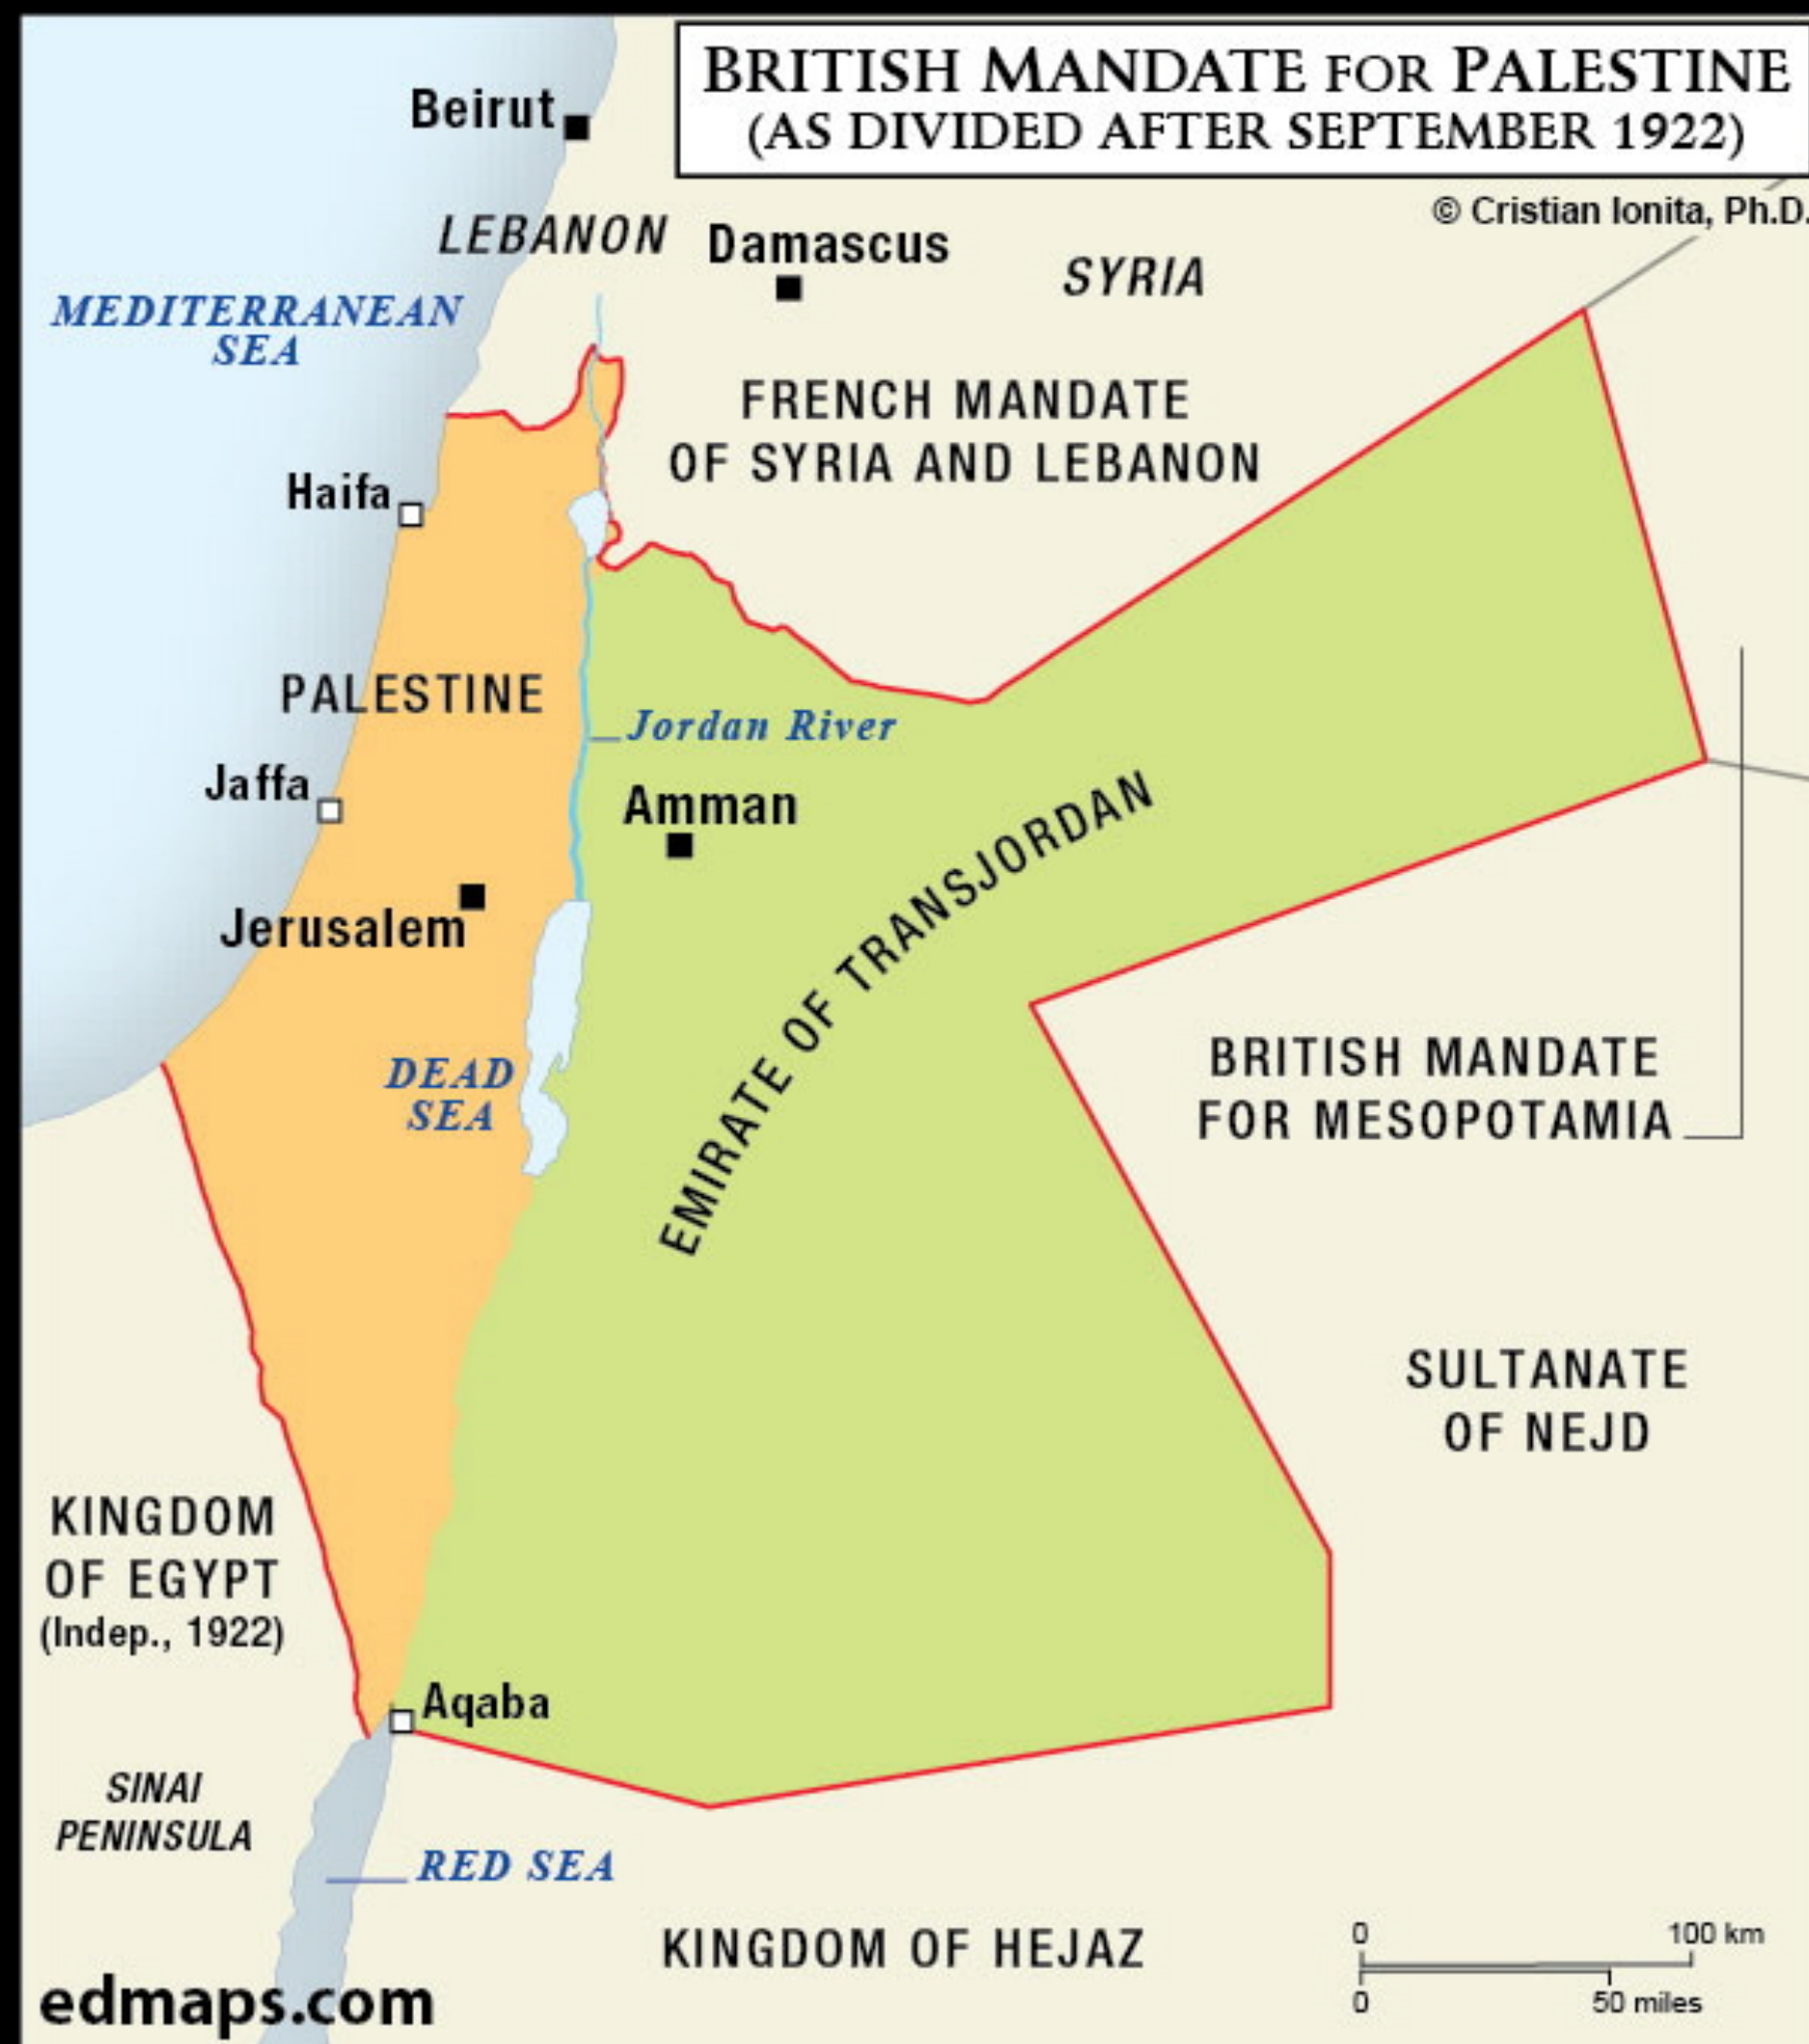 BRITISH MANDATE FOR PALESTINE
(AS DIVIDED AFTER SEPTEMBER 1922)
© Cristian Ionita, Ph.D.
Beirut
LEBANON
Damascus
SYRIA
MEDITERRANEAN
SEA
FRENCH MANDATE
OF SYRIA AND LEBANON
Haifa
PALESTINE
Jordan River
Jaffa
Amman
Jerusalem
EMIRATE OF TRANSJORDAN
DEAD
SEA
BRITISH MANDATE
FOR MESOPOTAMIA
SULTANATE
OF NEJD
KINGDOM
OF EGYPT
(Indep., 1922)
Aqaba
SINAI
PENINSULA
RED SEA
KINGDOM OF HEJAZ
0 100 km
0 50 miles
edmaps.com